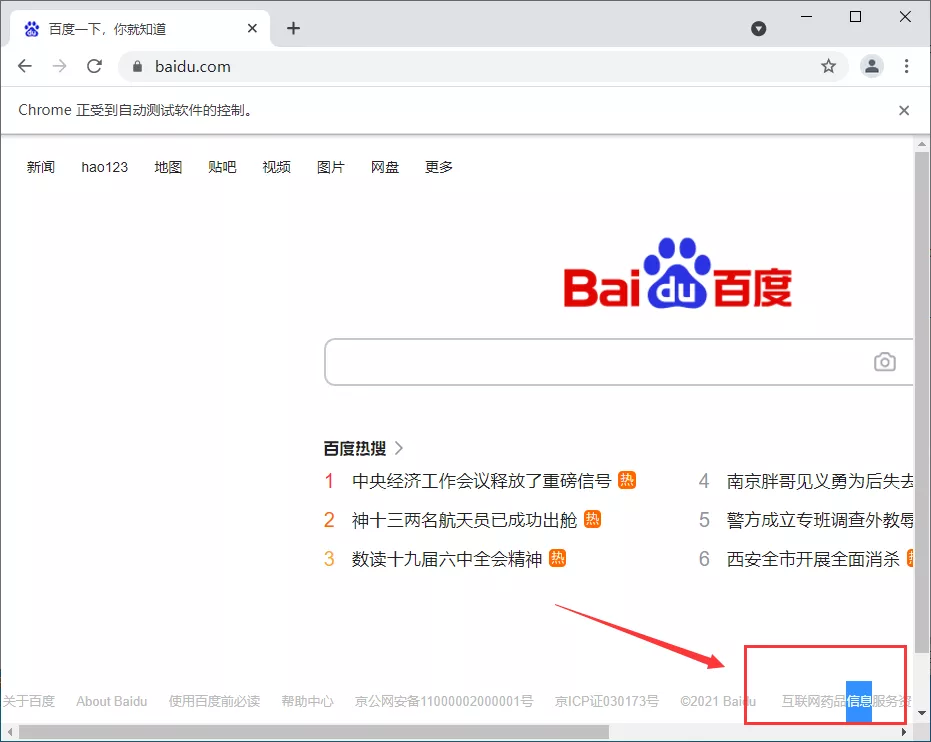 百度一下，你就知道
baidu.com
Chrome 正受到自动测试软件的控制。
新闻 hao123 地图 贴吧 视频 图片 网盘 更多
Bai du 百度
百度热搜
1 中央经济工作会议释放了重磅信号 热
4 南京胖哥见义勇为后失去
2 神十三两名航天员已成功出舱 热
5 警方成立专班调查外教辱
3 数读十九届六中全会精神 热
6 西安全市开展全面消杀 热
关于百度 About Baidu 使用百度前必读 帮助中心 京公网安备11000002000001号 京ICP证030173号 ©2021 Baidu 互联网药品信息服务资